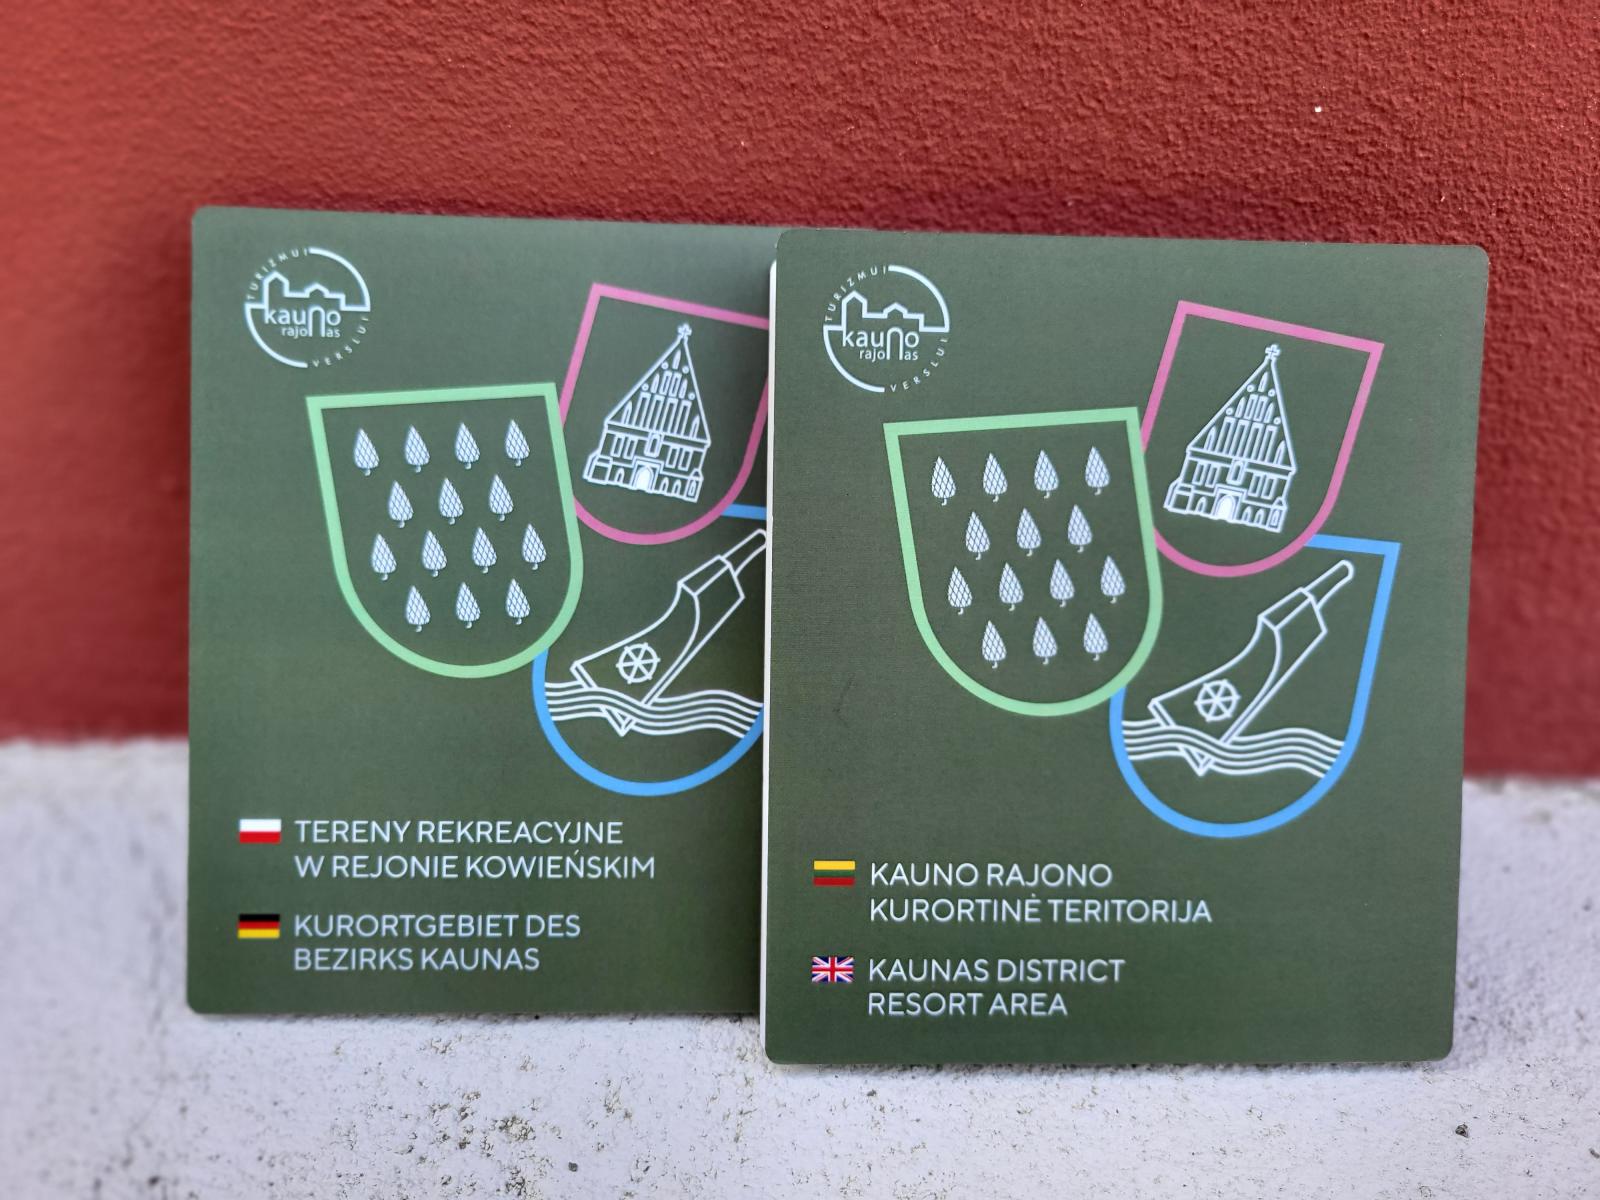 TURIZMUI
kauno
rajonas
VERSLUI
TERENY REKREACYJNE
W REJONIE KOWIEŃSKIM
KURORTGEBIET DES
BEZIRKS KAUNAS
TURIZMUI
kauno
rajonas
VERSLUI
KAUNO RAJONO
KURORTINĖ TERITORIJA
KAUNAS DISTRICT
RESORT AREA